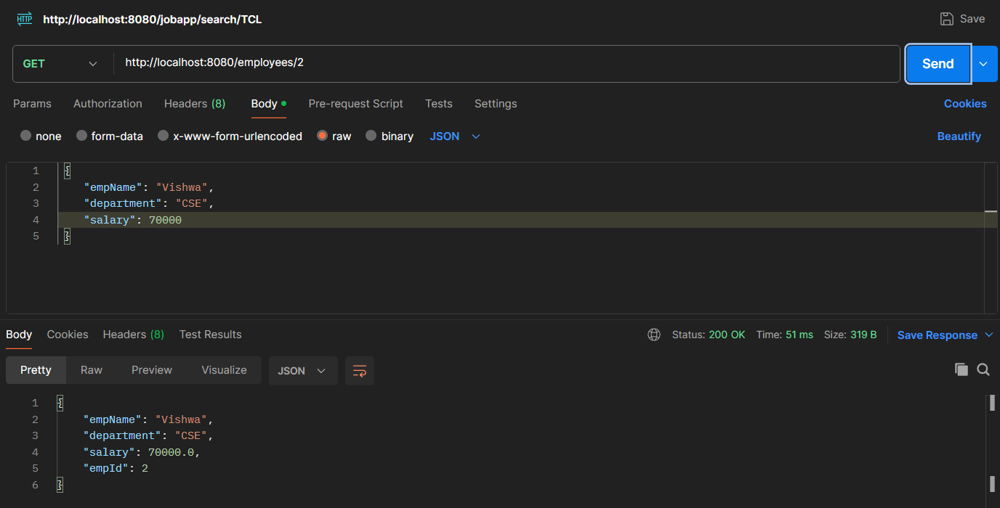 HTTP http://localhost:8080/jobapp/search/TCL Save
GET http://localhost:8080/employees/2 Send
Params Authorization Headers (8) Body Pre-request Script Tests Settings Cookies
none form-data x-www-form-urlencoded raw binary JSON Beautify
1 {
2 "empName": "Vishwa",
3 "department": "CSE",
4 "salary": 70000
5 }
Body Cookies Headers (8) Test Results Status: 200 OK Time: 51 ms Size: 319 B Save Response
Pretty Raw Preview Visualize JSON
1 {
2 "empName": "Vishwa",
3 "department": "CSE",
4 "salary": 70000.0,
5 "empId": 2
6 }